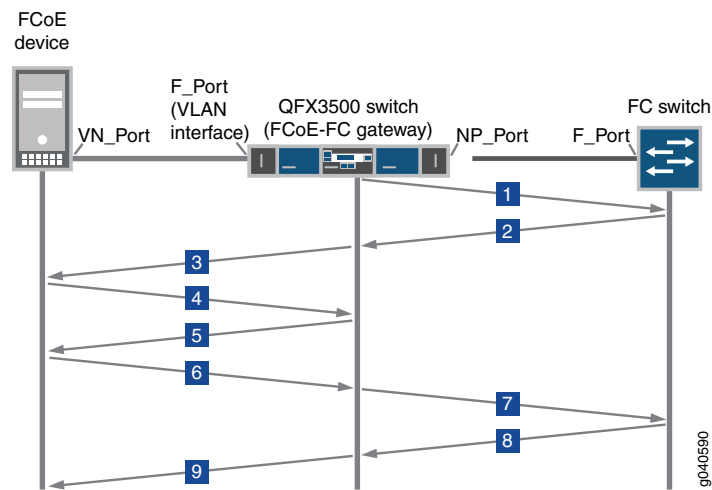 FCoE
device
F_Port
(VLAN
interface)
QFX3500 switch
(FCoE-FC gateway)
FC switch
VN_Port
NP_Port
F_Port
1
2
3
4
5
6
7
8
9
g040590